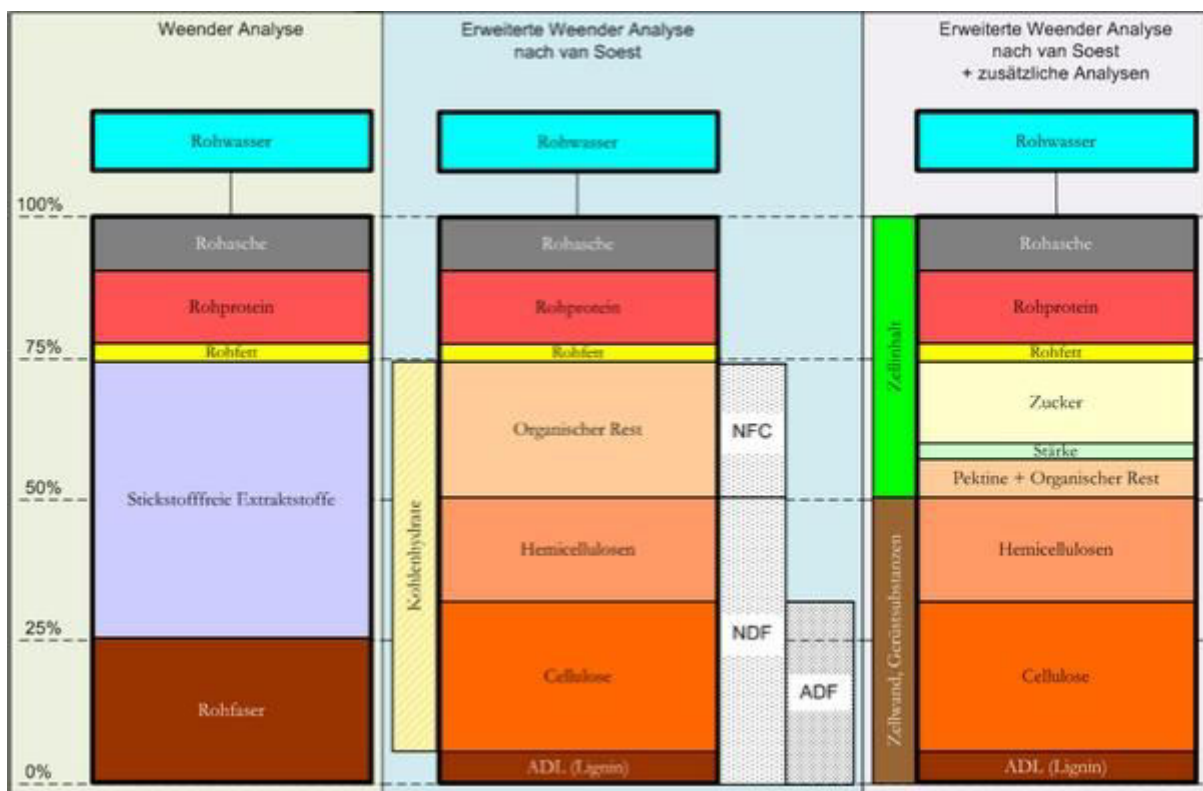 Weender Analyse
Erweiterte Weender Analyse
nach van Soest
Erweiterte Weender Analyse
nach van Soest
+ zusätzliche Analysen
Rohwasser
Rohwasser
Rohwasser
100%
75%
50%
25%
0%
Rohasche
Rohprotein
Rohfett
Stickstofffreie Extraktstoffe
Rohfaser
Kohlenhydrate
Rohasche
Rohprotein
Rohfett
Organischer Rest
Hemicellulosen
Cellulose
ADL (Lignin)
NFC
NDF
ADF
Zellinhalt
Zellwand, Gerüstsubstanzen
Rohasche
Rohprotein
Rohfett
Zucker
Stärke
Pektine + Organischer Rest
Hemicellulosen
Cellulose
ADL (Lignin)